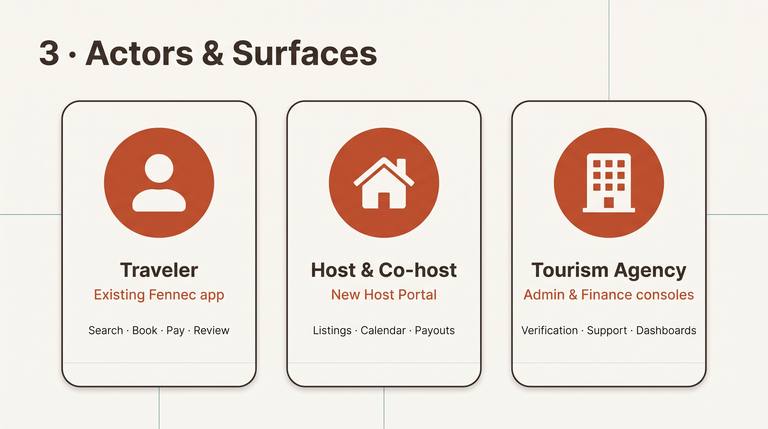 3 · Actors & Surfaces
Traveler
Existing Fennec app
Search · Book · Pay · Review
Host & Co-host
New Host Portal
Listings · Calendar · Payouts
Tourism Agency
Admin & Finance consoles
Verification · Support · Dashboards